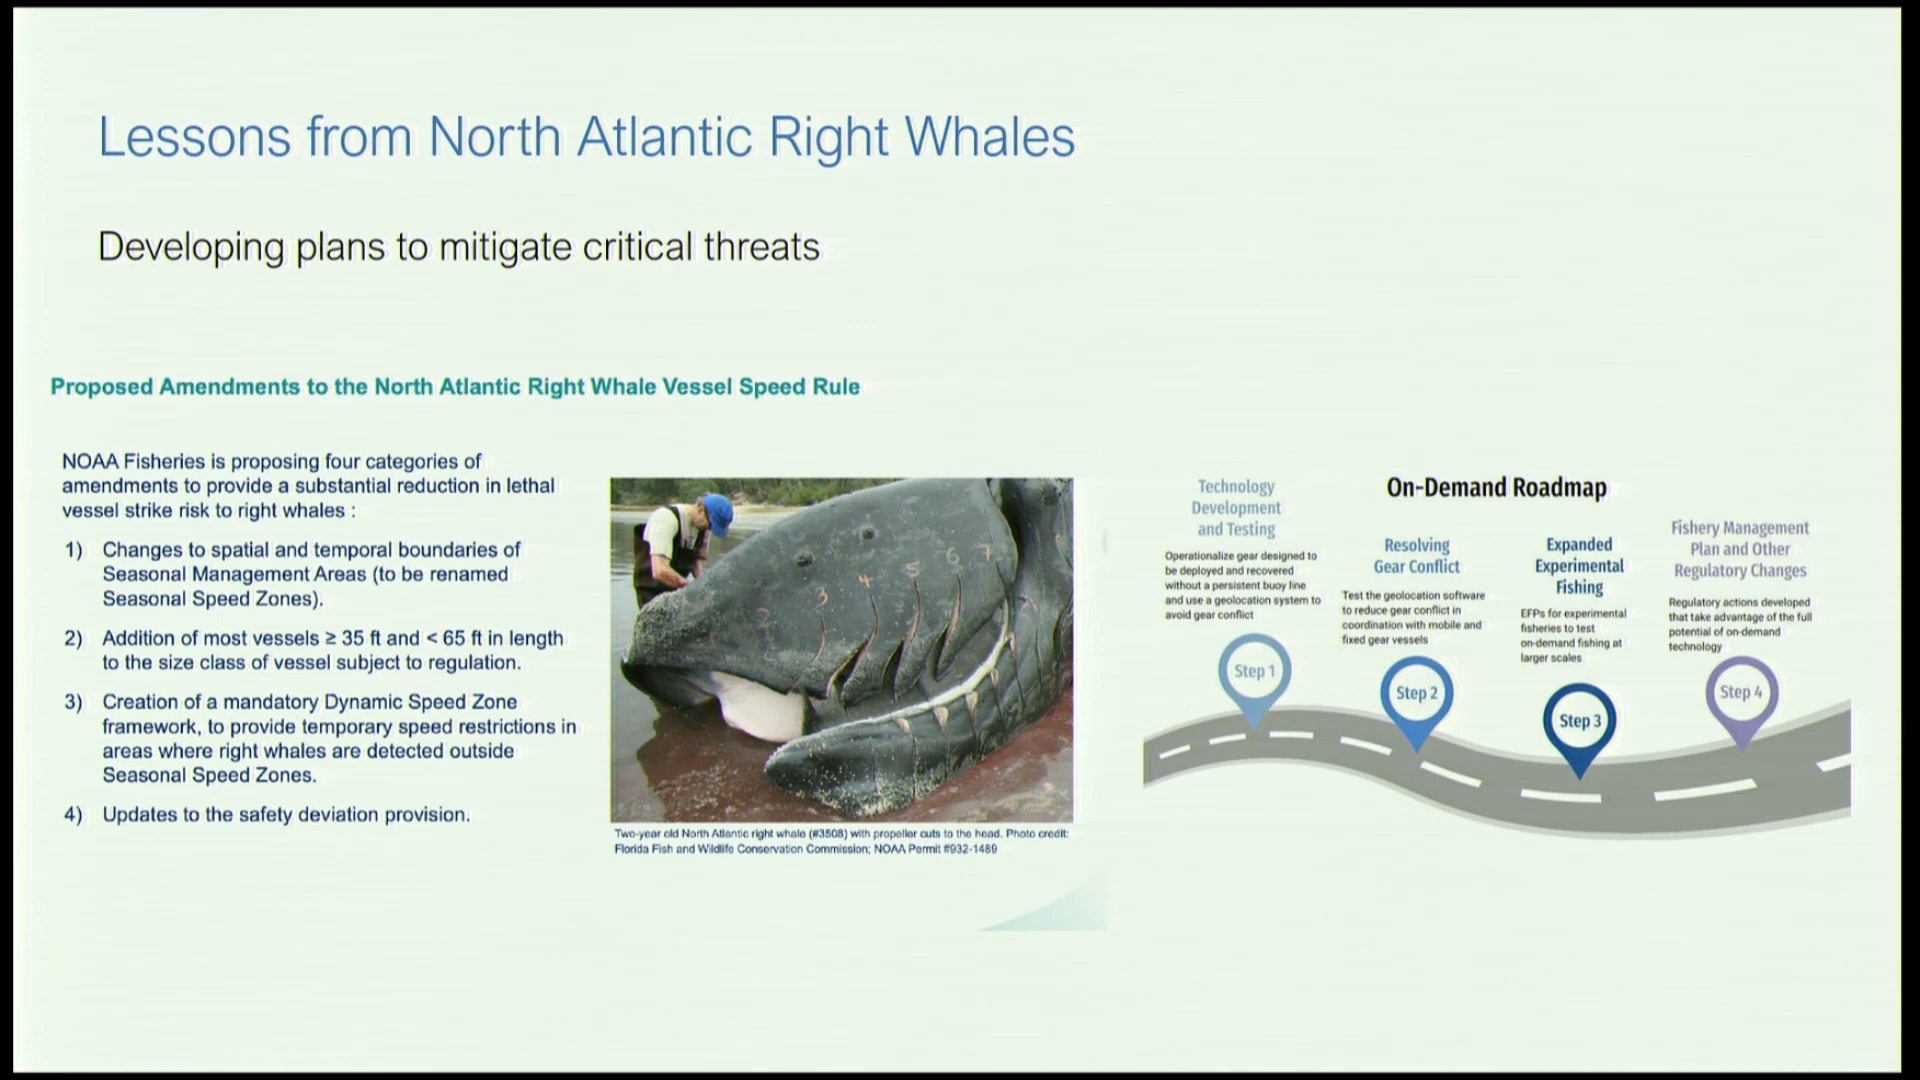 Lessons from North Atlantic Right Whales
Developing plans to mitigate critical threats
Proposed Amendments to the North Atlantic Right Whale Vessel Speed Rule
NOAA Fisheries is proposing four categories of
amendments to provide a substantial reduction in lethal
vessel strike risk to right whales :
1) Changes to spatial and temporal boundaries of
Seasonal Management Areas (to be renamed
Seasonal Speed Zones).
2) Addition of most vessels ≥ 35 ft and < 65 ft in length
to the size class of vessel subject to regulation.
3) Creation of a mandatory Dynamic Speed Zone
framework, to provide temporary speed restrictions in
areas where right whales are detected outside
Seasonal Speed Zones.
4) Updates to the safety deviation provision.
1 2 3 4 5 6 7
Two-year old North Atlantic right whale (#3508) with propeller cuts to the head. Photo credit:
Florida Fish and Wildlife Conservation Commission; NOAA Permit #932-1489
On-Demand Roadmap
Technology
Development
and Testing
Operationalize gear designed to
be deployed and recovered
without a persistent buoy line
and use a geolocation system to
avoid gear conflict
Step 1
Resolving
Gear Conflict
Test the geolocation software
to reduce gear conflict in
coordination with mobile and
fixed gear vessels
Step 2
Expanded
Experimental
Fishing
EFPs for experimental
fisheries to test
on-demand fishing at
larger scales
Step 3
Fishery Management
Plan and Other
Regulatory Changes
Regulatory actions developed
that take advantage of the full
potential of on-demand
technology
Step 4